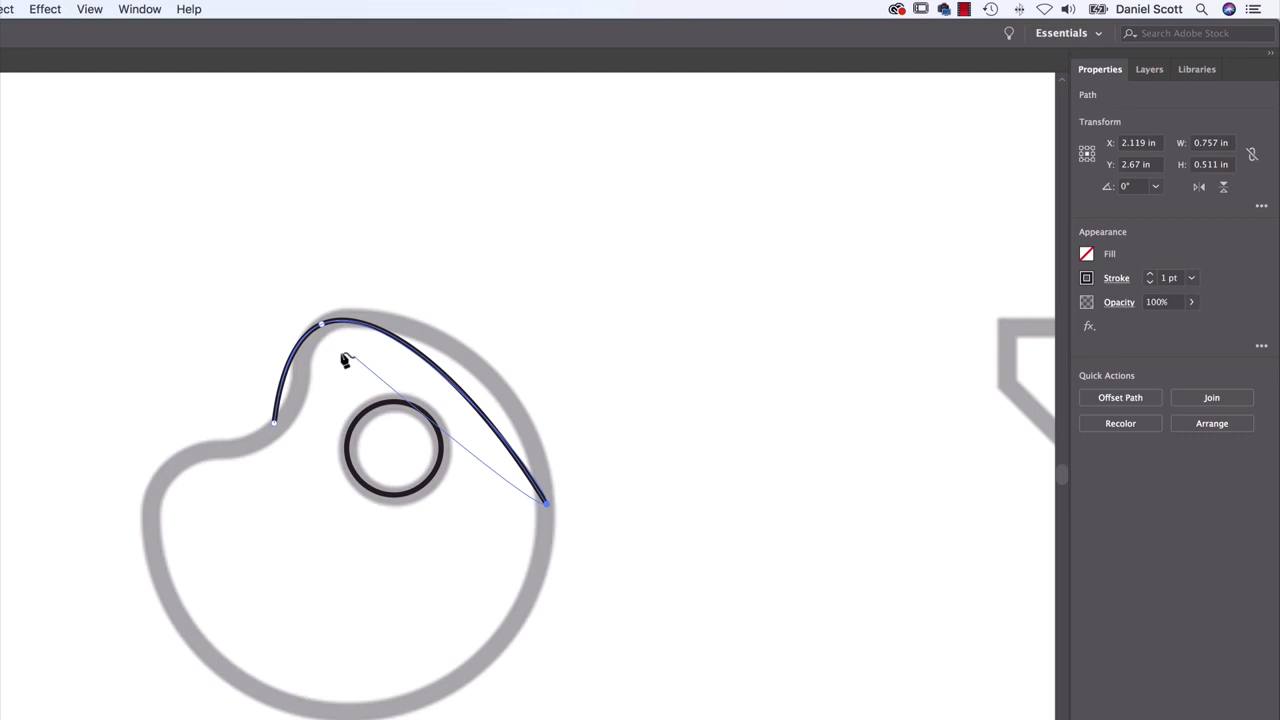 ect Effect View Window Help Daniel Scott
Essentials Search Adobe Stock
Properties Layers Libraries
Path
Transform
X: 2.119 in W: 0.757 in
Y: 2.67 in H: 0.511 in
0°
Appearance
Fill
Stroke 1 pt
Opacity 100%
fx.
Quick Actions
Offset Path Join
Recolor Arrange